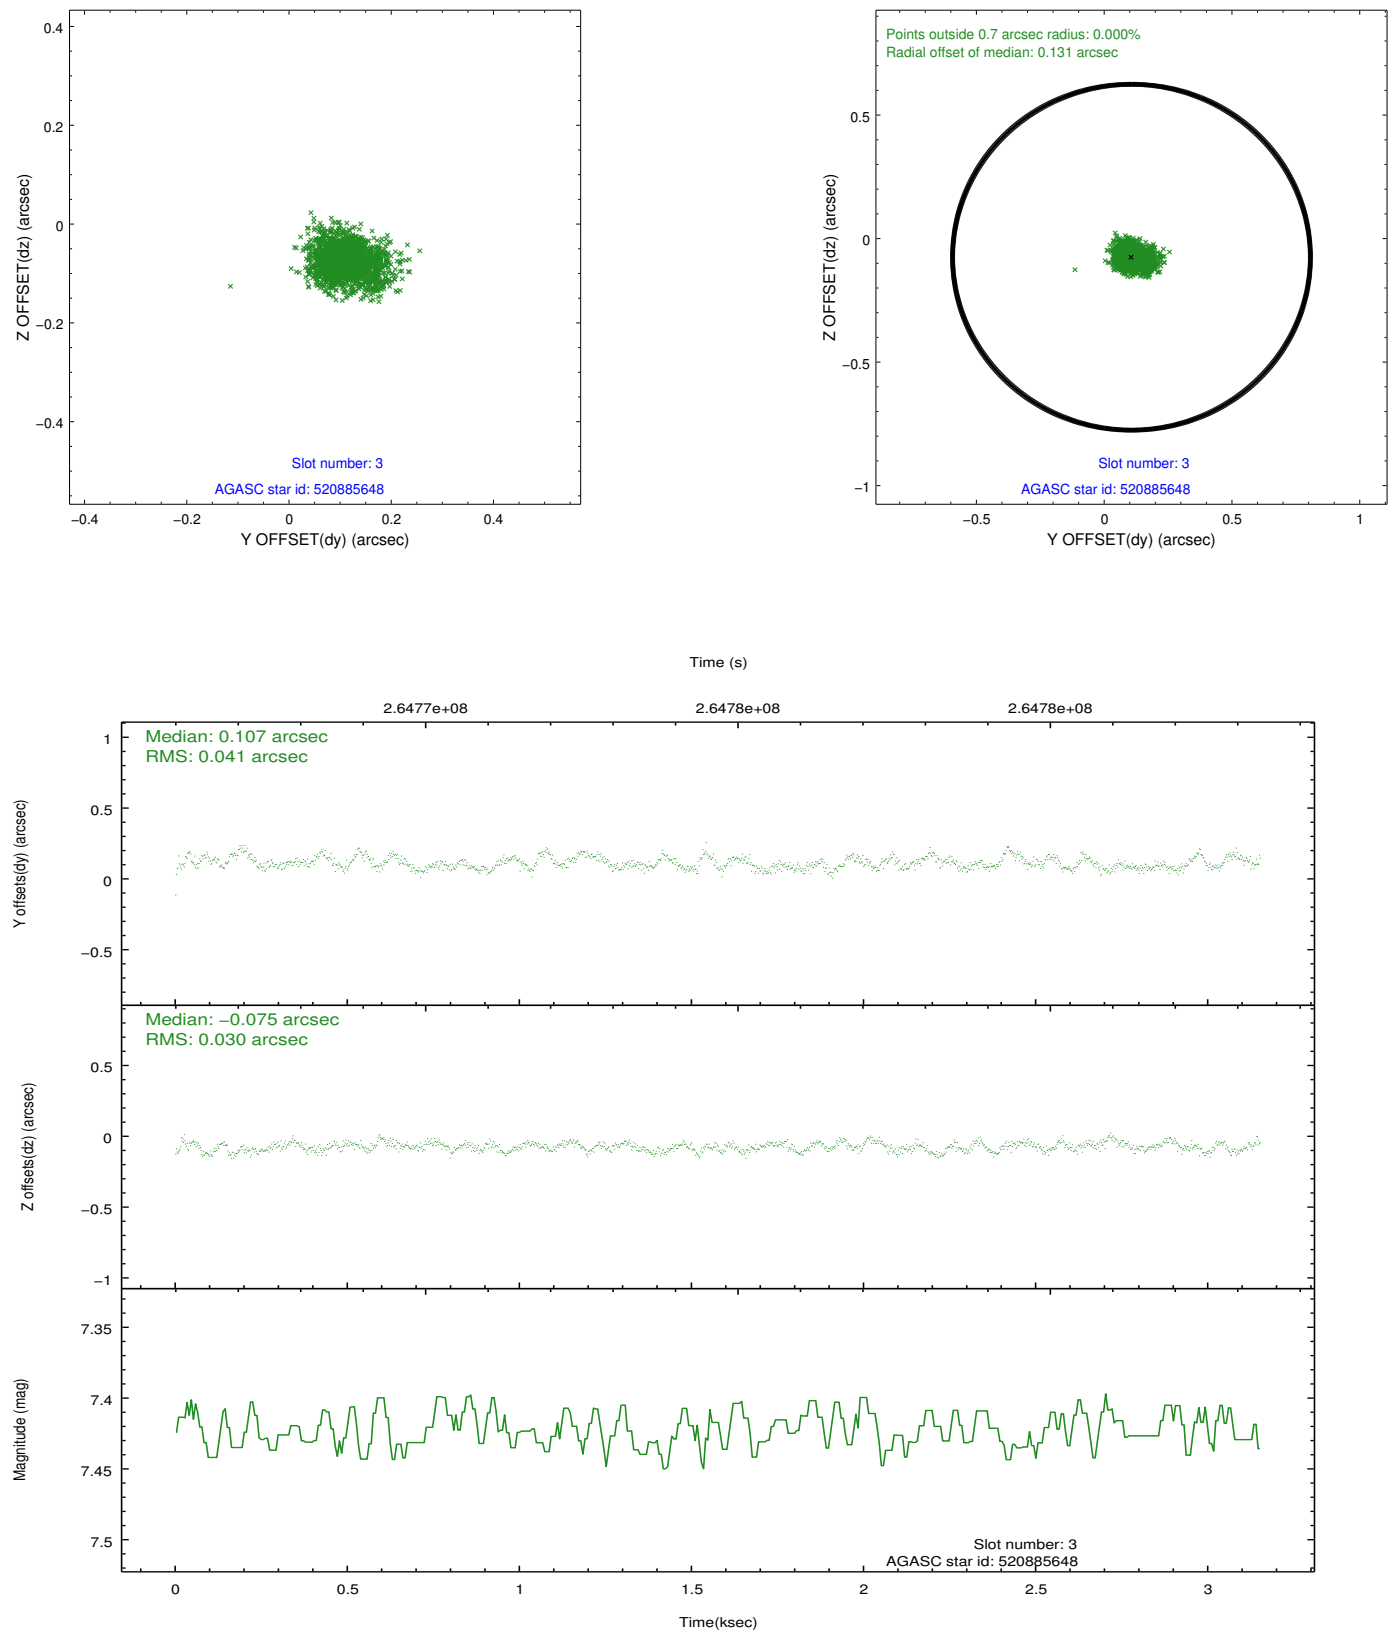 0.4
0.2
0
−0.2
−0.4
Z OFFSET(dz) (arcsec)
Slot number: 3
AGASC star id: 520885648
−0.4
−0.2
0
0.2
0.4
Y OFFSET(dy) (arcsec)
Points outside 0.7 arcsec radius: 0.000%
Radial offset of median: 0.131 arcsec
0.5
0
−0.5
−1
Z OFFSET(dz) (arcsec)
Slot number: 3
AGASC star id: 520885648
−0.5
0
0.5
1
Y OFFSET(dy) (arcsec)
Time (s)
2.6477e+08
2.6478e+08
2.6478e+08
Median: 0.107 arcsec
RMS: 0.041 arcsec
1
0.5
0
−0.5
Y offsets(dy) (arcsec)
Median: −0.075 arcsec
RMS: 0.030 arcsec
0.5
0
−0.5
−1
Z offsets(dz) (arcsec)
7.35
7.4
7.45
7.5
Magnitude (mag)
Slot number: 3
AGASC star id: 520885648
0
0.5
1
1.5
2
2.5
3
Time(ksec)